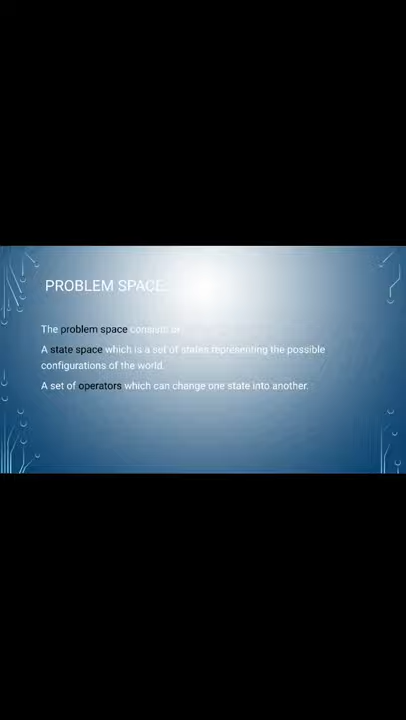 PROBLEM SPACE:
The problem space consists of
A state space which is a set of states representing the possible
configurations of the world.
A set of operators which can change one state into another.